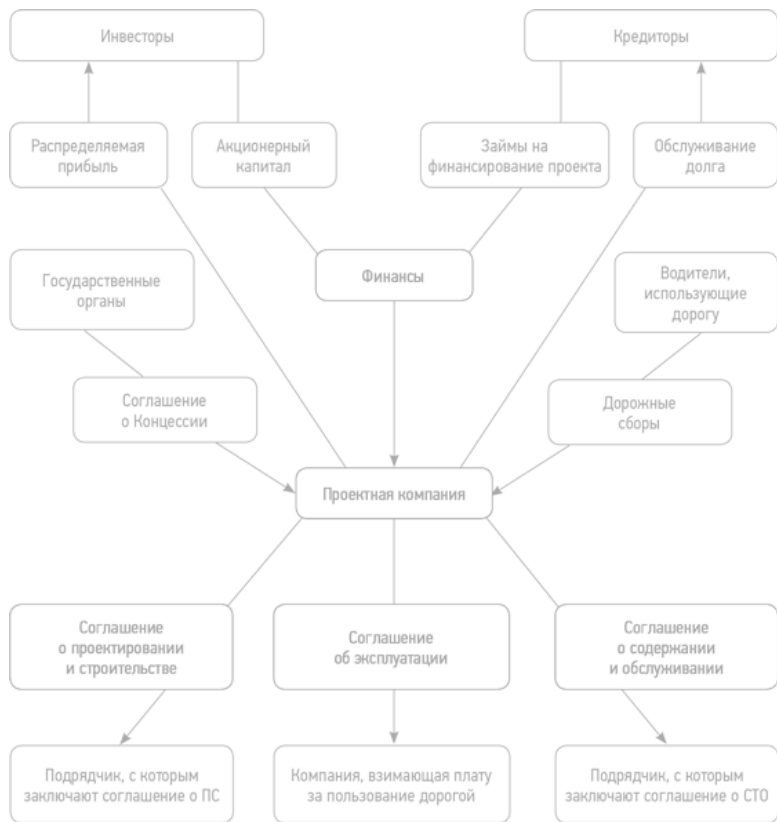 Инвесторы
Кредиторы
Распределяемая
прибыль
Акционерный
капитал
Займы на
финансирование проекта
Обслуживание
долга
Государственные
органы
Финансы
Водители,
использующие
дорогу
Соглашение
о Концессии
Дорожные
сборы
Проектная компания
Соглашение
о проектировании
и строительстве
Соглашение
об эксплуатации
Соглашение
о содержании
и обслуживании
Подрядчик, с которым
заключают соглашение о ПС
Компания, взимающая плату
за пользование дорогой
Подрядчик, с которым
заключают соглашение о СТО